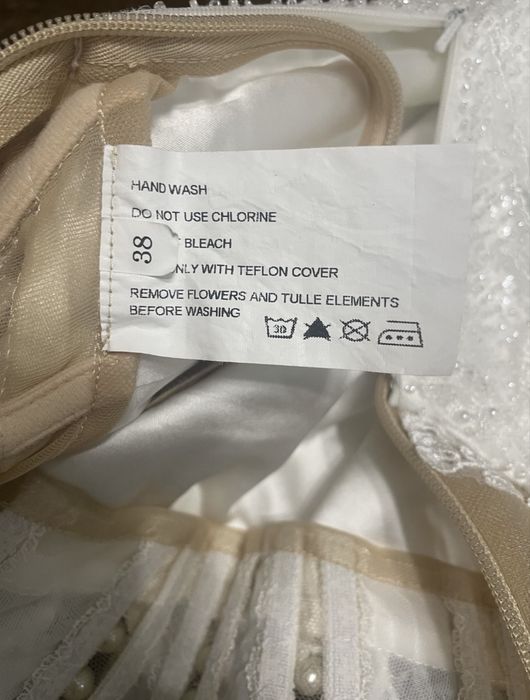 HAND WASH
DO NOT USE CHLORINE
38
BLEACH
NLY WITH TEFLON COVER
REMOVE FLOWERS AND TULLE ELEMENTS
BEFORE WASHING
30